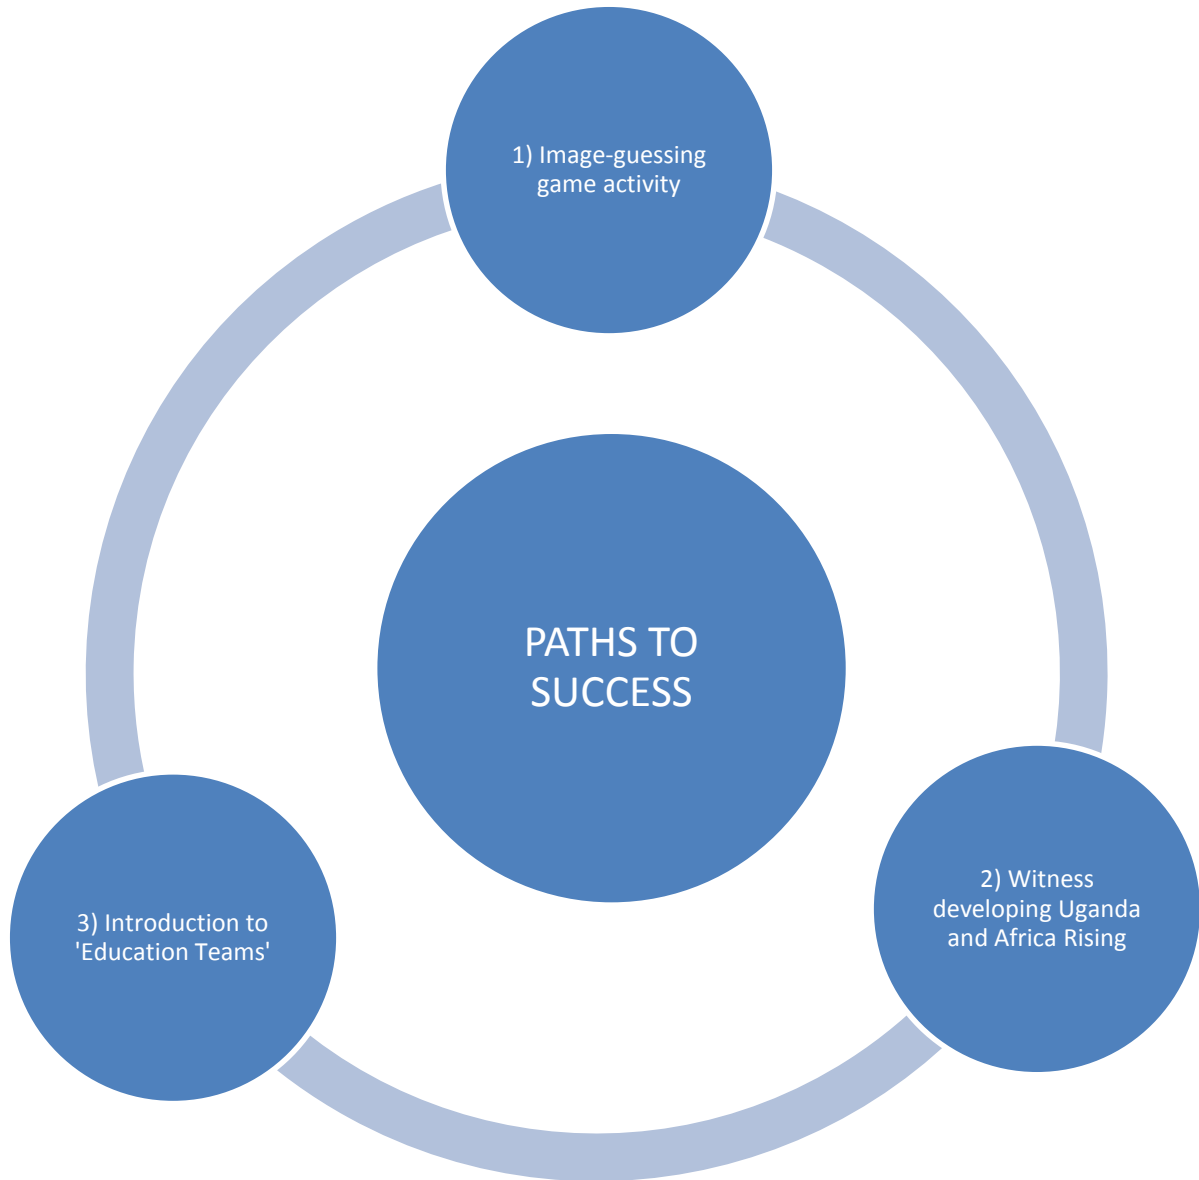 1) Image-guessing
game activity
PATHS TO
SUCCESS
2) Witness
developing Uganda
and Africa Rising
3) Introduction to
'Education Teams'